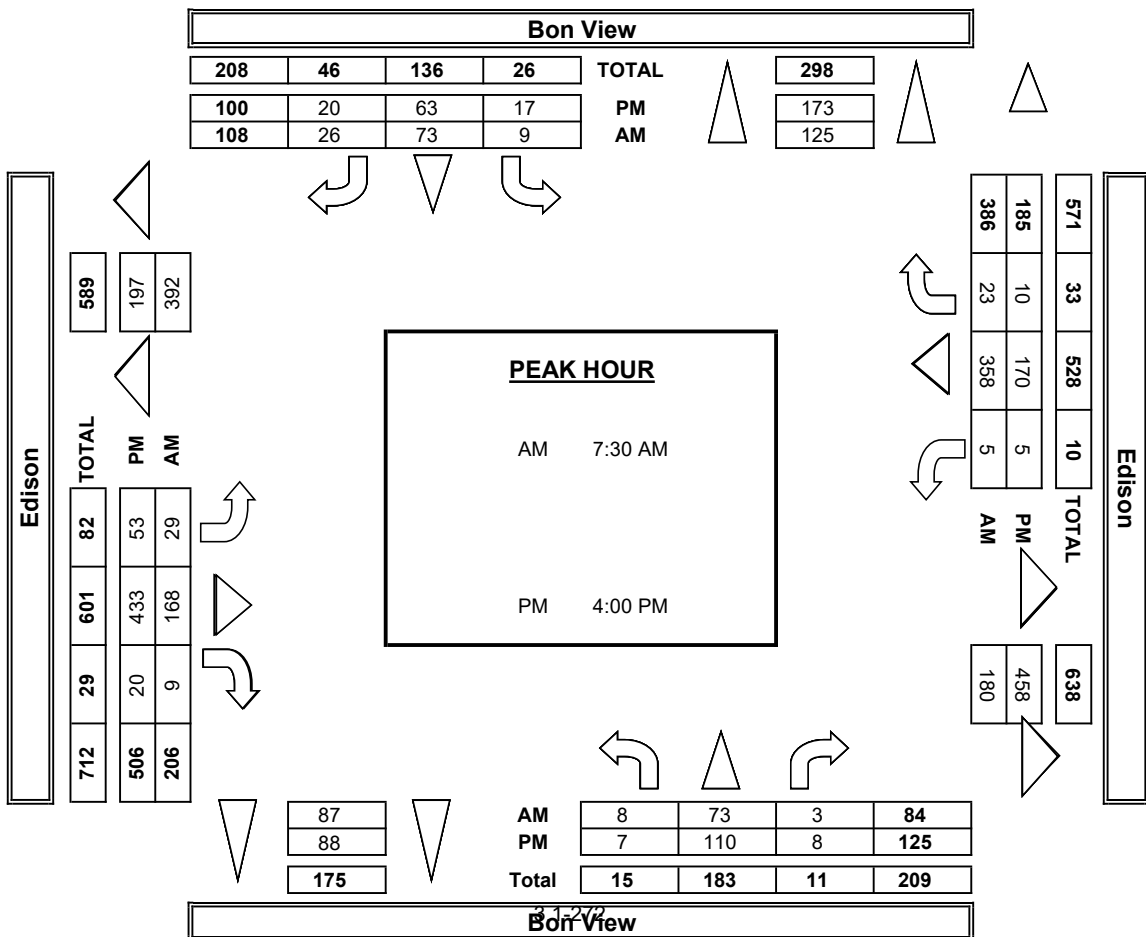 Bon View
208 46 136 26 TOTAL 298
100 20 63 17 PM 173
108 26 73 9 AM 125
Edison
589
197
392
TOTAL PM AM
82 53 29
601 433 168
29 20 9
712 506 206
PEAK HOUR
AM 7:30 AM
PM 4:00 PM
386 185 571
23 10 33
358 170 528
5 5 10
AM PM TOTAL
180 458 638
Edison
87 AM 8 73 3 84
88 PM 7 110 8 125
175 Total 15 183 11 209
Bon View
3.1-272